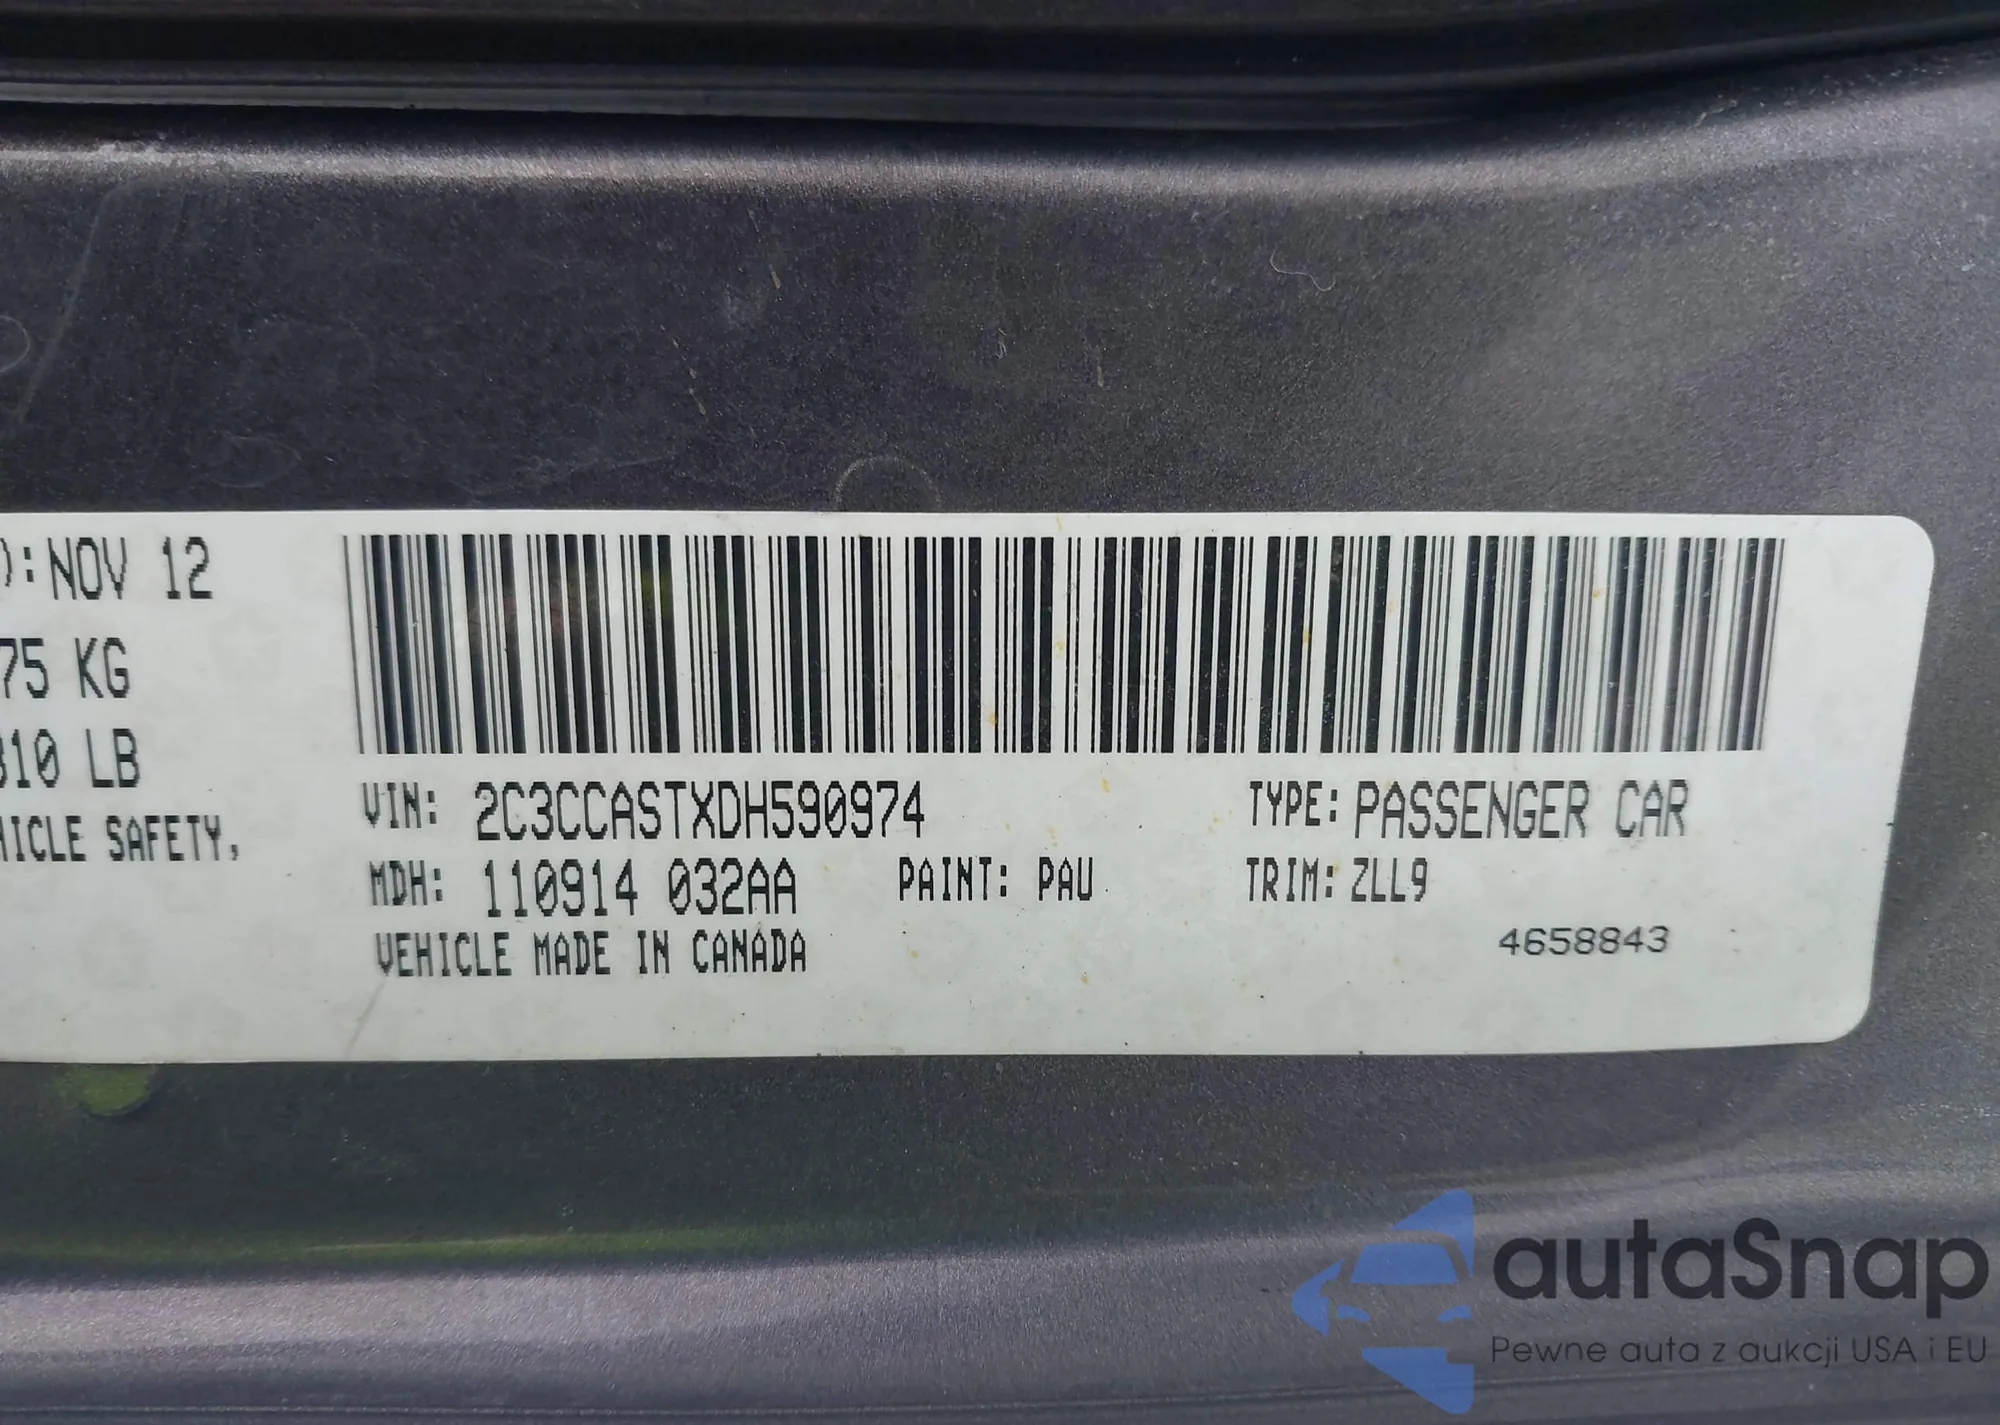 ):NOV 12
75 KG
310 LB
HICLE SAFETY,
VIN: 2C3CCASTXDH590974 TYPE: PASSENGER CAR
MDH: 110914 032AA PAINT: PAU TRIM: ZLL9
VEHICLE MADE IN CANADA 4658843
autaSnap
Pewne auta z aukcji USA i EU